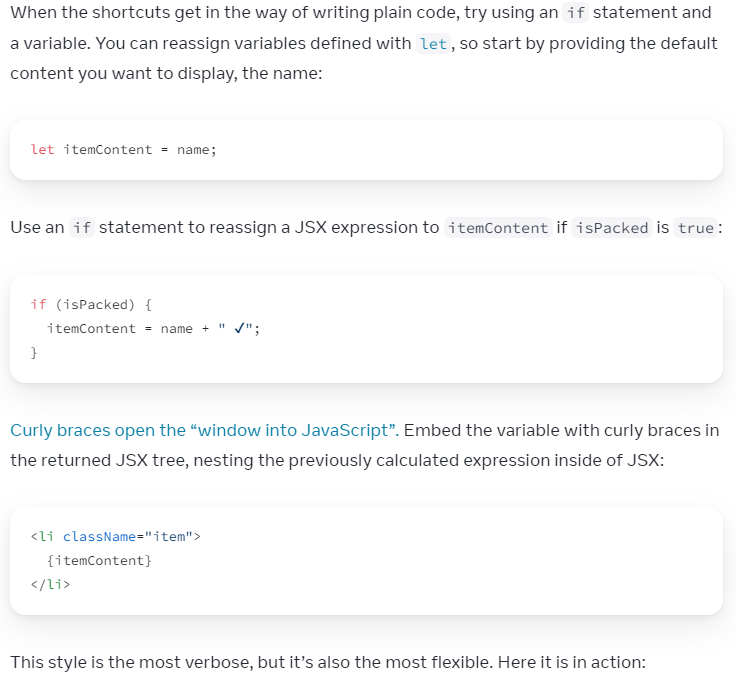 When the shortcuts get in the way of writing plain code, try using an if statement and
a variable. You can reassign variables defined with let, so start by providing the default
content you want to display, the name:
let itemContent = name;
Use an if statement to reassign a JSX expression to itemContent if isPacked is true:
if (isPacked) {
  itemContent = name + " ✓";
}
Curly braces open the “window into JavaScript”. Embed the variable with curly braces in
the returned JSX tree, nesting the previously calculated expression inside of JSX:
<li className="item">
  {itemContent}
</li>
This style is the most verbose, but it’s also the most flexible. Here it is in action: